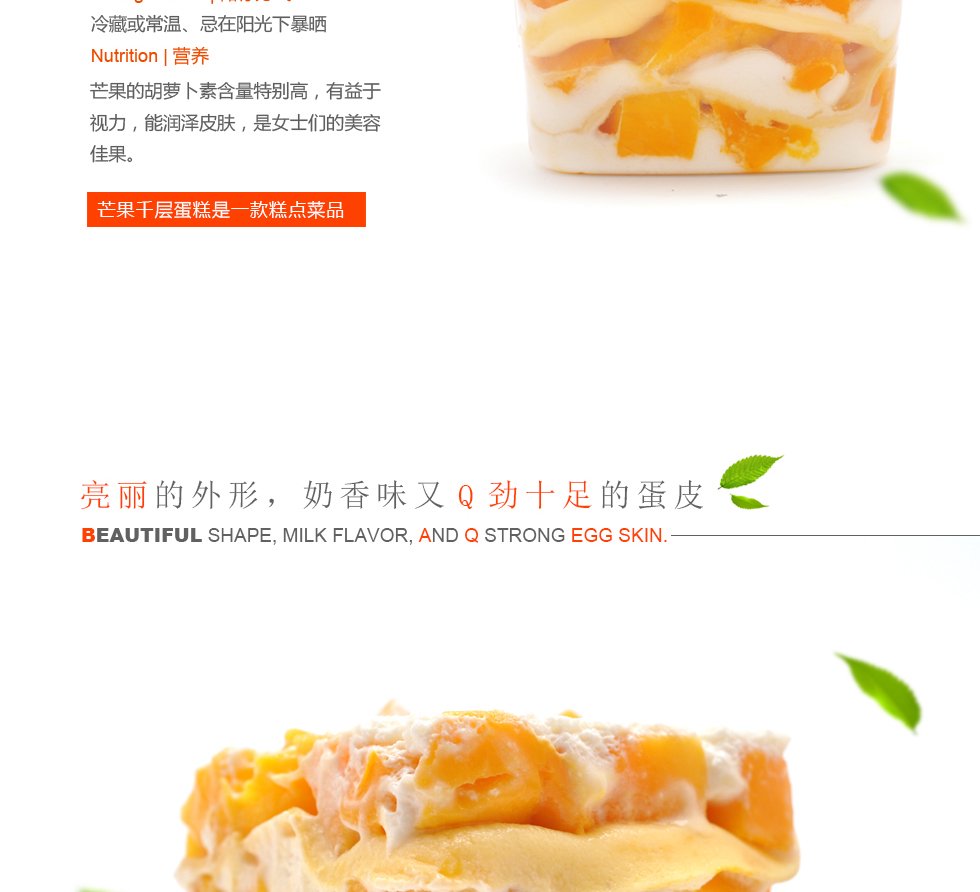 冷藏或常温、忌在阳光下暴晒
Nutrition | 营养
芒果的胡萝卜素含量特别高，有益于
视力，能润泽皮肤，是女士们的美容
佳果。
芒果千层蛋糕是一款糕点菜品
亮丽的外形，奶香味又Q劲十足的蛋皮
BEAUTIFUL SHAPE, MILK FLAVOR, AND Q STRONG EGG SKIN.